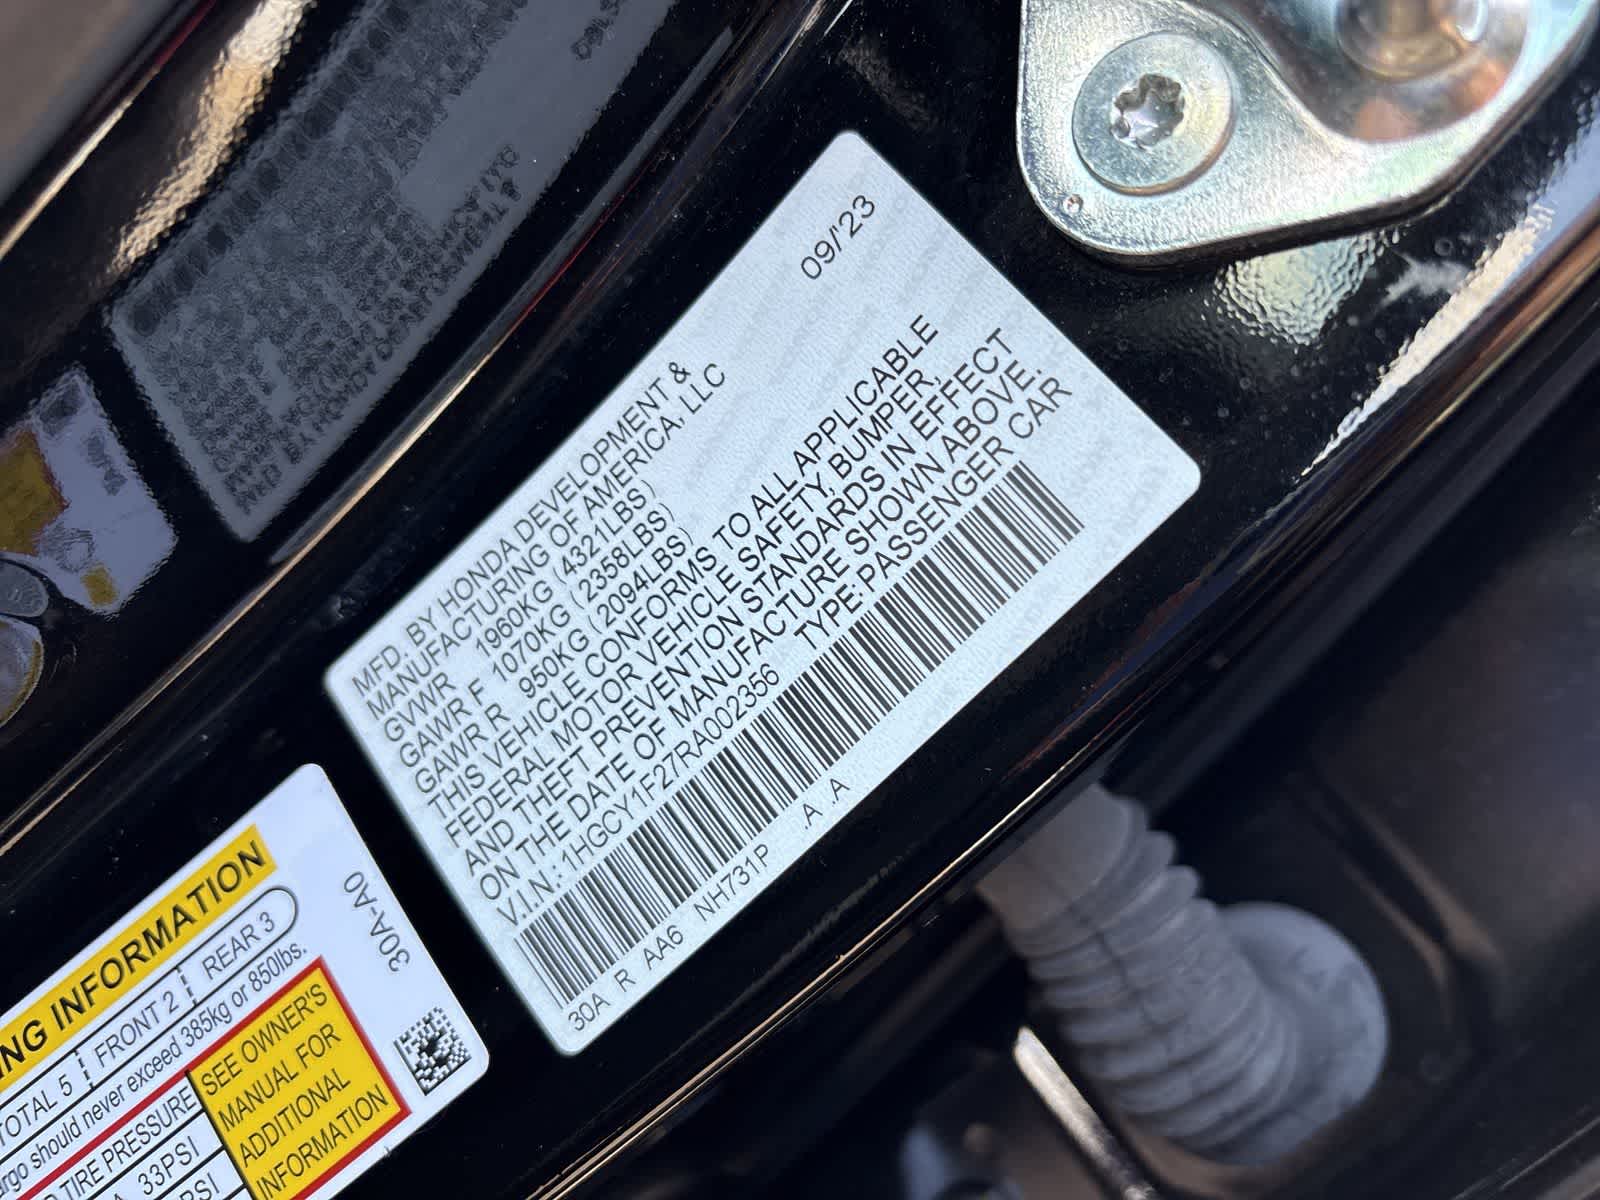 MFD. BY HONDA DEVELOPMENT &
MANUFACTURING OF AMERICA, LLC
09/'23
GVWR 1960KG (4321LBS)
GAWR F 1070KG (2358LBS)
GAWR R 950KG (2094LBS)
THIS VEHICLE CONFORMS TO ALL APPLICABLE
FEDERAL MOTOR VEHICLE SAFETY, BUMPER,
AND THEFT PREVENTION STANDARDS IN EFFECT
ON THE DATE OF MANUFACTURE SHOWN ABOVE.
V.I.N.:1HGCY1F27RA002356 TYPE:PASSENGER CAR
30A R AA6 NH731P .A .A
INFORMATION
TOTAL 5 FRONT 2 REAR 3
should never exceed 385kg or 850lbs.
TIRE PRESSURE
33PSI
PSI
SEE OWNER'S
MANUAL FOR
ADDITIONAL
INFORMATION
30A-A0